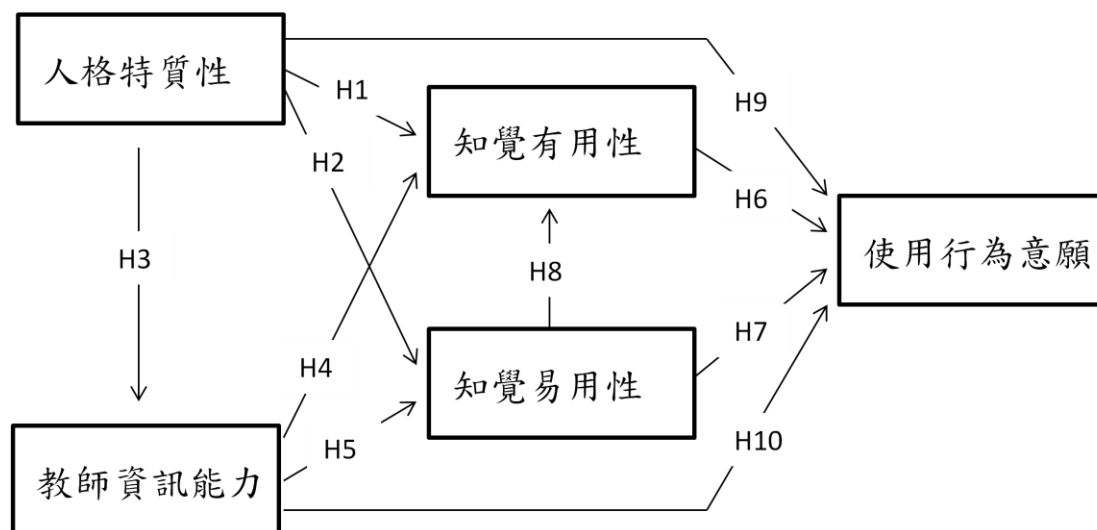 人格特質性
H1
H9
知覺有用性
H2
H6
使用行為意願
H3
H8
H7
H4
知覺易用性
H5
H10
教師資訊能力